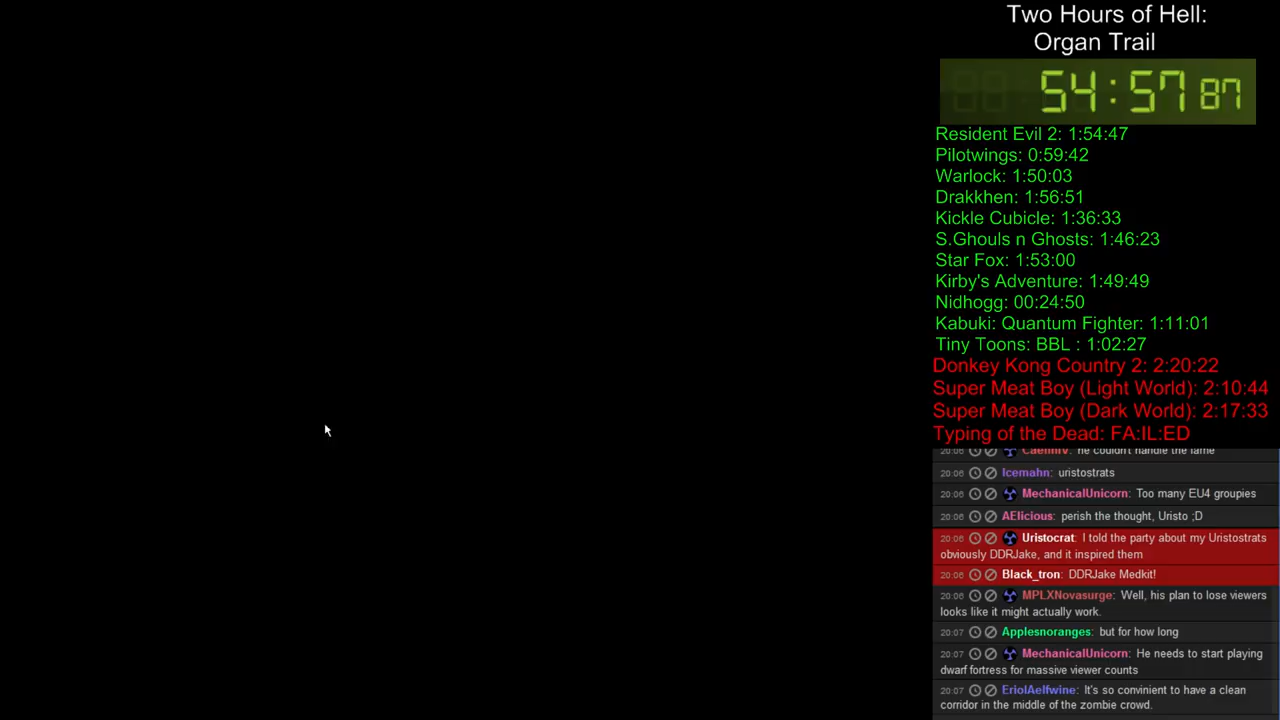 Two Hours of Hell:
Organ Trail
54:57 87
Resident Evil 2: 1:54:47
Pilotwings: 0:59:42
Warlock: 1:50:03
Drakkhen: 1:56:51
Kickle Cubicle: 1:36:33
S.Ghouls n Ghosts: 1:46:23
Star Fox: 1:53:00
Kirby's Adventure: 1:49:49
Nidhogg: 00:24:50
Kabuki: Quantum Fighter: 1:11:01
Tiny Toons: BBL : 1:02:27
Donkey Kong Country 2: 2:20:22
Super Meat Boy (Light World): 2:10:44
Super Meat Boy (Dark World): 2:17:33
Typing of the Dead: FA:IL:ED
20:06 he couldn't handle the fame
20:06 Icemahn: uristostrats
20:06 MechanicalUnicorn: Too many EU4 groupies
20:06 AElicious: perish the thought, Uristo ;D
20:06 Uristocrat: I told the party about my Uristostrats
obviously DDRJake, and it inspired them
20:06 Black_tron: DDRJake Medkit!
20:06 MPLXNovasurge: Well, his plan to lose viewers
looks like it might actually work.
20:07 Applesnoranges: but for how long
20:07 MechanicalUnicorn: He needs to start playing
dwarf fortress for massive viewer counts
20:07 EriolAelfwine: It's so convinient to have a clean
corridor in the middle of the zombie crowd.